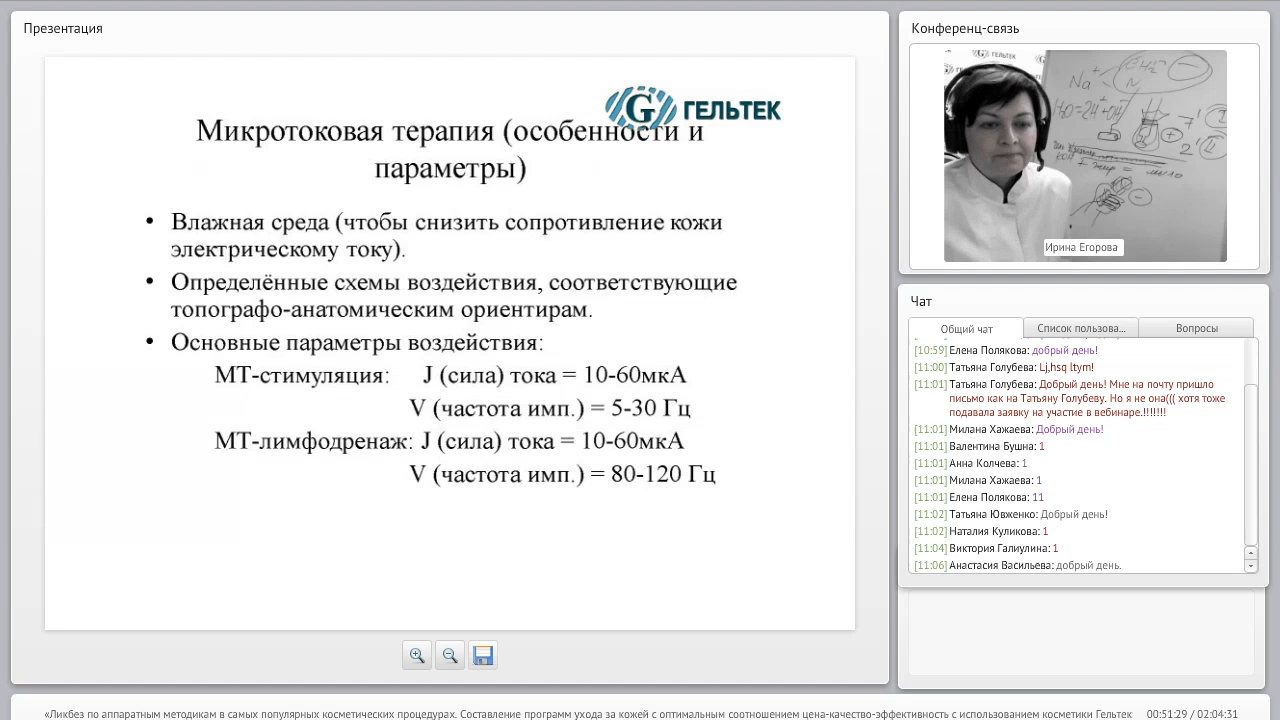 Презентация
ГЕЛЬТЕК
Микротоковая терапия (особенности и
параметры)
• Влажная среда (чтобы снизить сопротивление кожи
электрическому току).
• Определённые схемы воздействия, соответствующие
топографо-анатомическим ориентирам.
• Основные параметры воздействия:
МТ-стимуляция: J (сила) тока = 10-60мкА
V (частота имп.) = 5-30 Гц
МТ-лимфодренаж: J (сила) тока = 10-60мкА
V (частота имп.) = 80-120 Гц
Конференц-связь
ГЕЛЬТЕК
Na +
Ирина Егорова
Чат
Общий чат
Список пользова...
Вопросы
[10:59] Елена Полякова: добрый день!
[11:00] Татьяна Голубева: Lj,hsq ltym!
[11:01] Татьяна Голубева: Добрый день! Мне на почту пришло
письмо как на Татьяну Голубеву. Но я не она((( хотя тоже
подавала заявку на участие в вебинаре.!!!!!!!
[11:01] Милана Хажаева: Добрый день!
[11:01] Валентина Бушна: 1
[11:01] Анна Колчева: 1
[11:01] Милана Хажаева: 1
[11:01] Елена Полякова: 11
[11:02] Татьяна Ювженко: Добрый день!
[11:02] Наталия Куликова: 1
[11:04] Виктория Галиулина: 1
[11:06] Анастасия Васильева: добрый день.
«Ликбез по аппаратным методикам в самых популярных косметических процедурах. Составление программ ухода за кожей с оптимальным соотношением цена-качество-эффективность с использованием косметики Гельтек 00:51:29 / 02:04:31